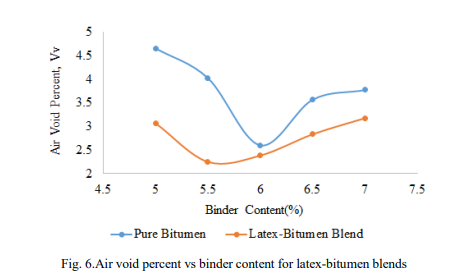 5
4.5
4
3.5
3
2.5
2
Air Void Percent, Vv
4.5 5 5.5 6 6.5 7 7.5
Binder Content(%)
Pure Bitumen Latex-Bitumen Blend
Fig. 6.Air void percent vs binder content for latex-bitumen blends